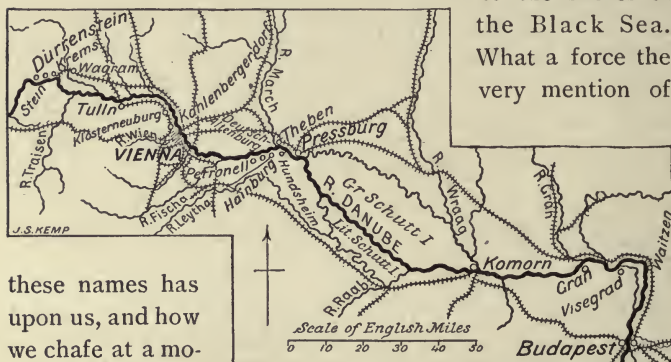 the Black Sea.
What a force the
very mention of
Dürrenstein
Krems
Stein
Wagram
Tulln
Klosterneuburg
Kahlenbergerdorf
R. March
R. Traisen
R. Wien
VIENNA
Deutsch
Theben
Pressburg
Petronello
Hainburg
Hundsheim
R. Fischa
R. Leytha
Gr Schutt I
R. DANUBE
Lit. Schutt I
R. Raab
R. Wraag
Komorn
R. Gran
Gran
Visegrad
Waitzen
Budapest
J.S. KEMP
Scale of English Miles
0 10 20 30 40 50
these names has
upon us, and how
we chafe at a mo-